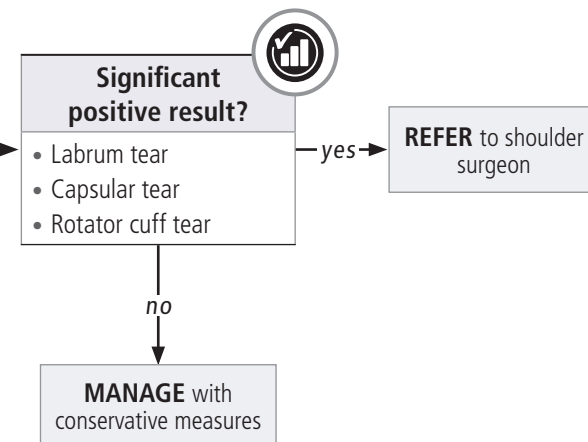 Significant
positive result?
• Labrum tear
• Capsular tear
• Rotator cuff tear
yes
REFER to shoulder
surgeon
no
MANAGE with
conservative measures